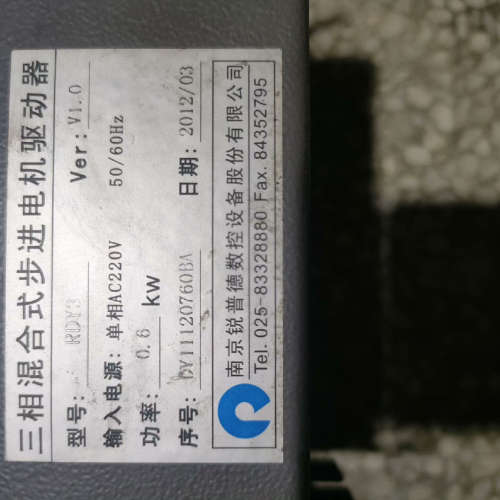 三相混合式步进电机驱动器
型号: RDY3 Ver: V1.0
输入电源: 单相AC220V 50/60Hz
功率: 0.6 kw
序号: DY11120760BA 日期: 2012/03
南京锐普德数控设备股份有限公司
Tel. 025-83328880 Fax. 84352795